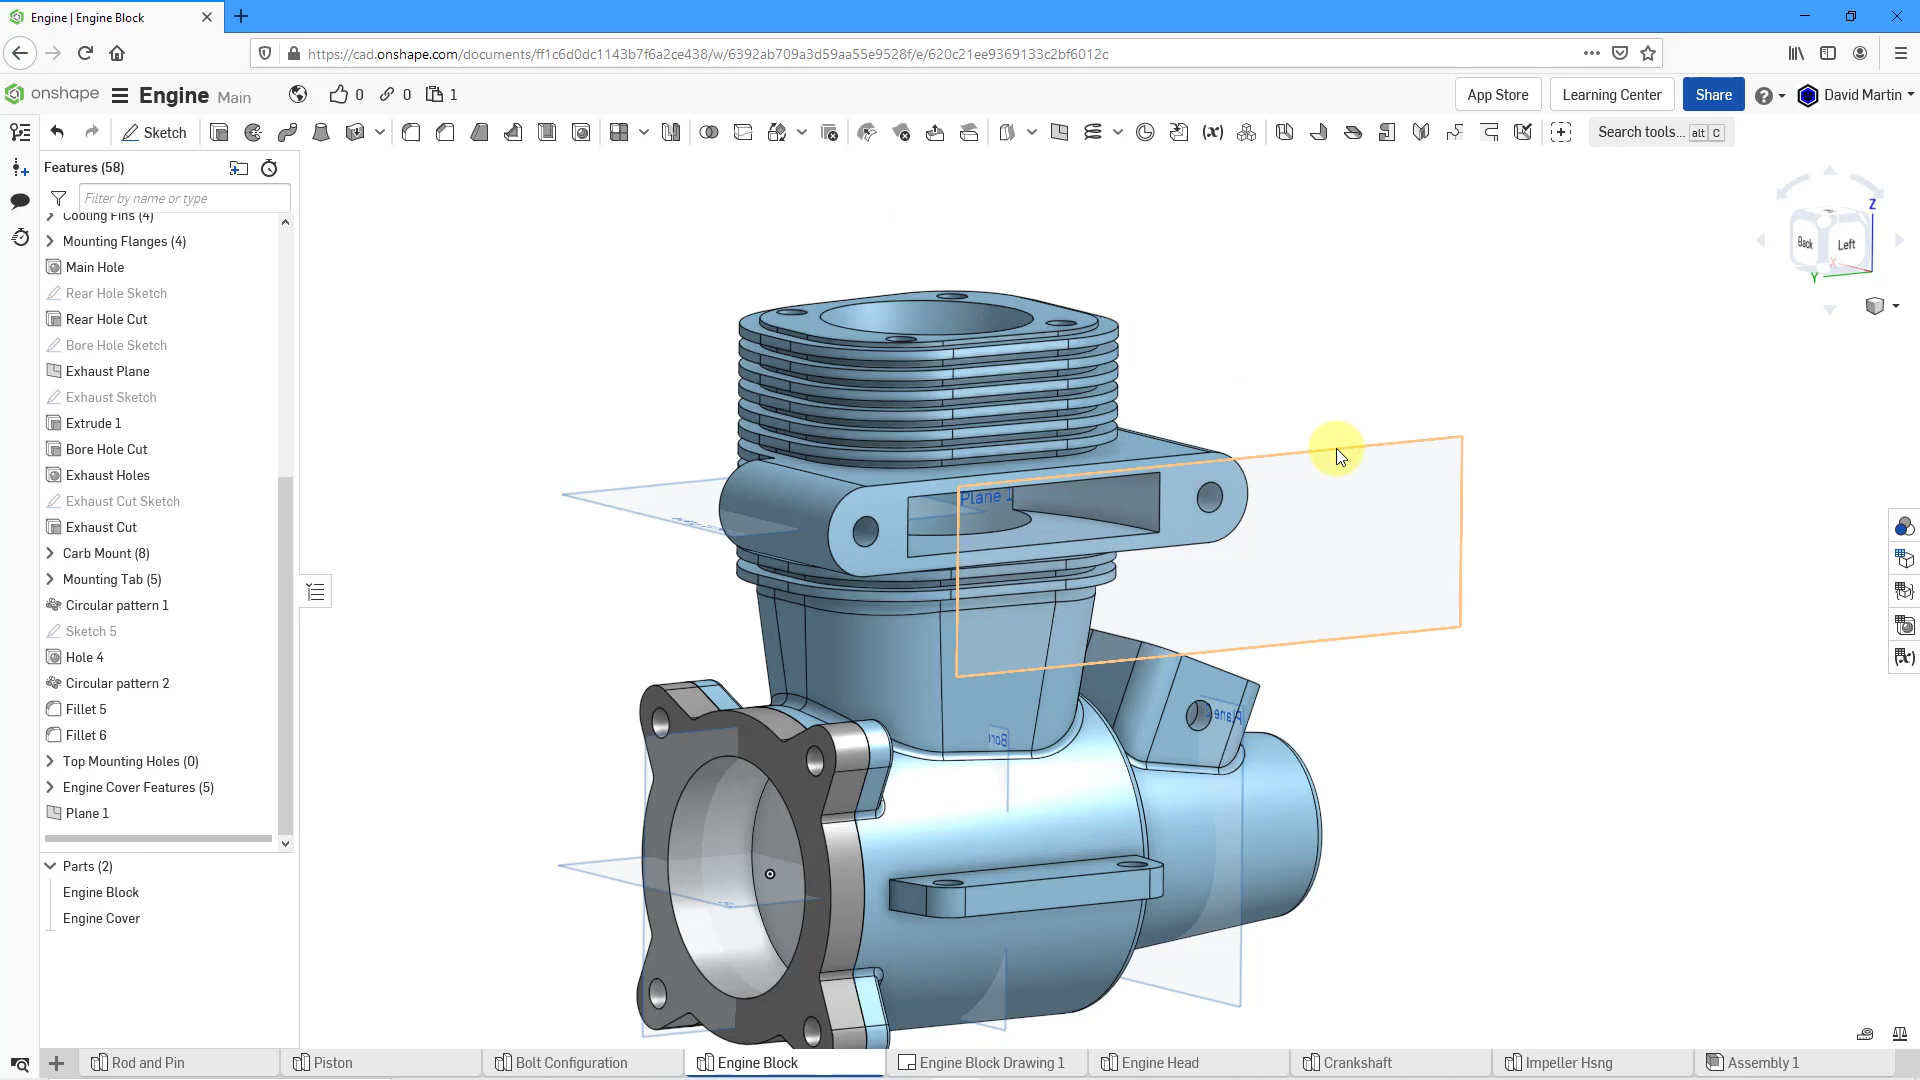 Engine | Engine Block
https://cad.onshape.com/documents/ff1c6d0dc1143b7f6a2ce438/w/6392ab709a3d59aa55e9528f/e/620c21ee9369133c2bf6012c
onshape Engine Main 0 0 1 App Store Learning Center Share David Martin
Sketch Search tools... alt C
Features (58)
Filter by name or type
Cooling Fins (4)
Mounting Flanges (4)
Main Hole
Rear Hole Sketch
Rear Hole Cut
Bore Hole Sketch
Exhaust Plane
Exhaust Sketch
Extrude 1
Bore Hole Cut
Exhaust Holes
Exhaust Cut Sketch
Exhaust Cut
Carb Mount (8)
Mounting Tab (5)
Circular pattern 1
Sketch 5
Hole 4
Circular pattern 2
Fillet 5
Fillet 6
Top Mounting Holes (0)
Engine Cover Features (5)
Plane 1
Parts (2)
Engine Block
Engine Cover
Plane 1
Plane
Bore
Z
Back
Left
X
Y
Rod and Pin
Piston
Bolt Configuration
Engine Block
Engine Block Drawing 1
Engine Head
Crankshaft
Impeller Hsng
Assembly 1